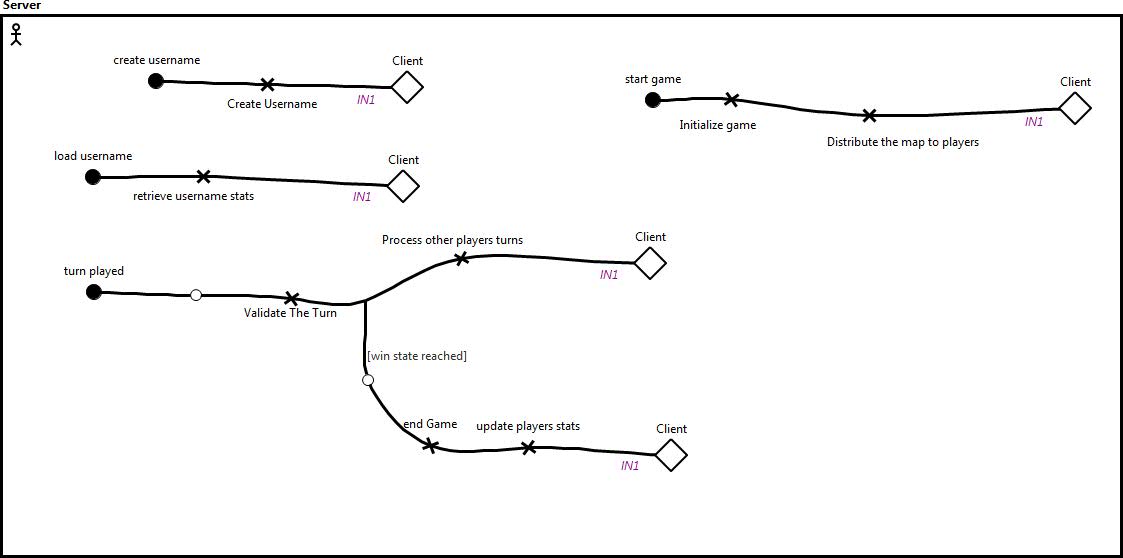 Server
create username
Create Username
IN1
Client
start game
Initialize game
Distribute the map to players
IN1
Client
load username
retrieve username stats
IN1
Client
turn played
Validate The Turn
Process other players turns
IN1
Client
[win state reached]
end Game
update players stats
IN1
Client